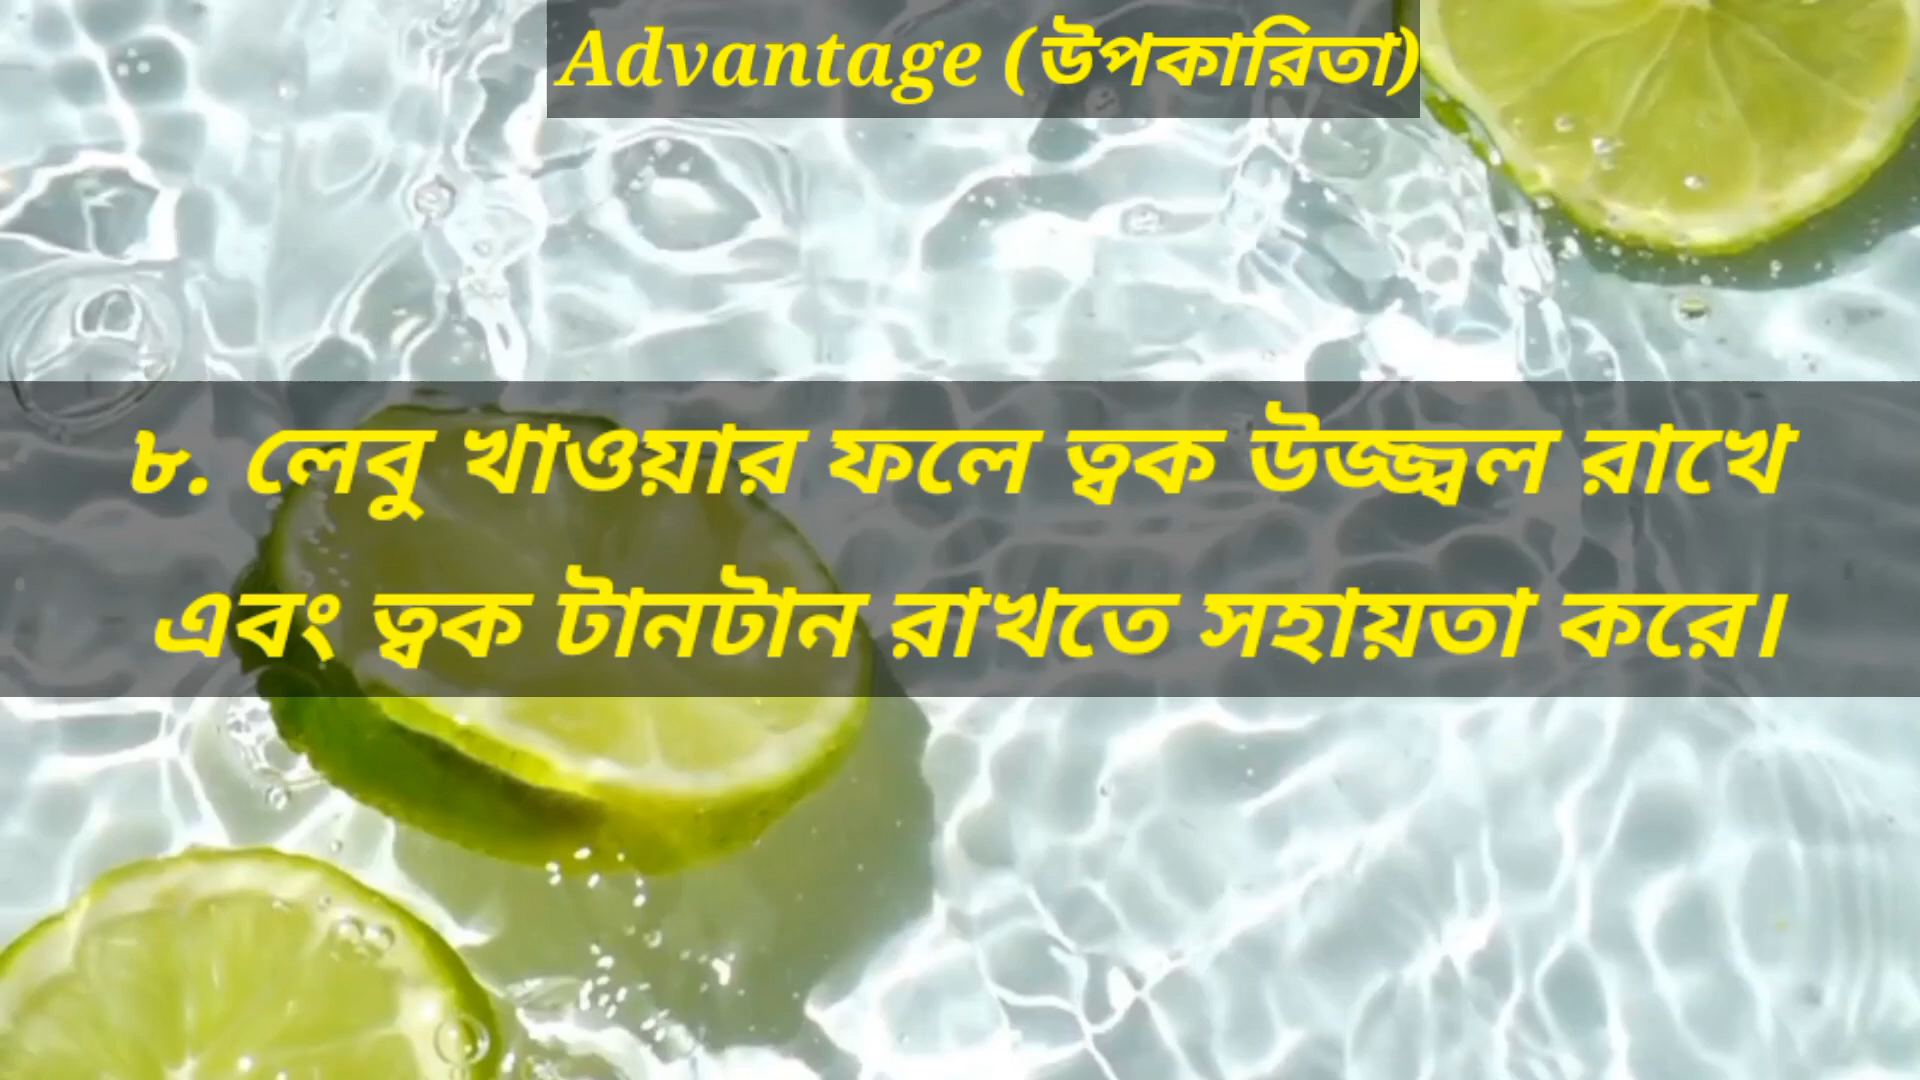 Advantage (উপকারিতা)
৮. লেবু খাওয়ার ফলে ত্বক উজ্জ্বল রাখে
এবং ত্বক টানটান রাখতে সহায়তা করে।